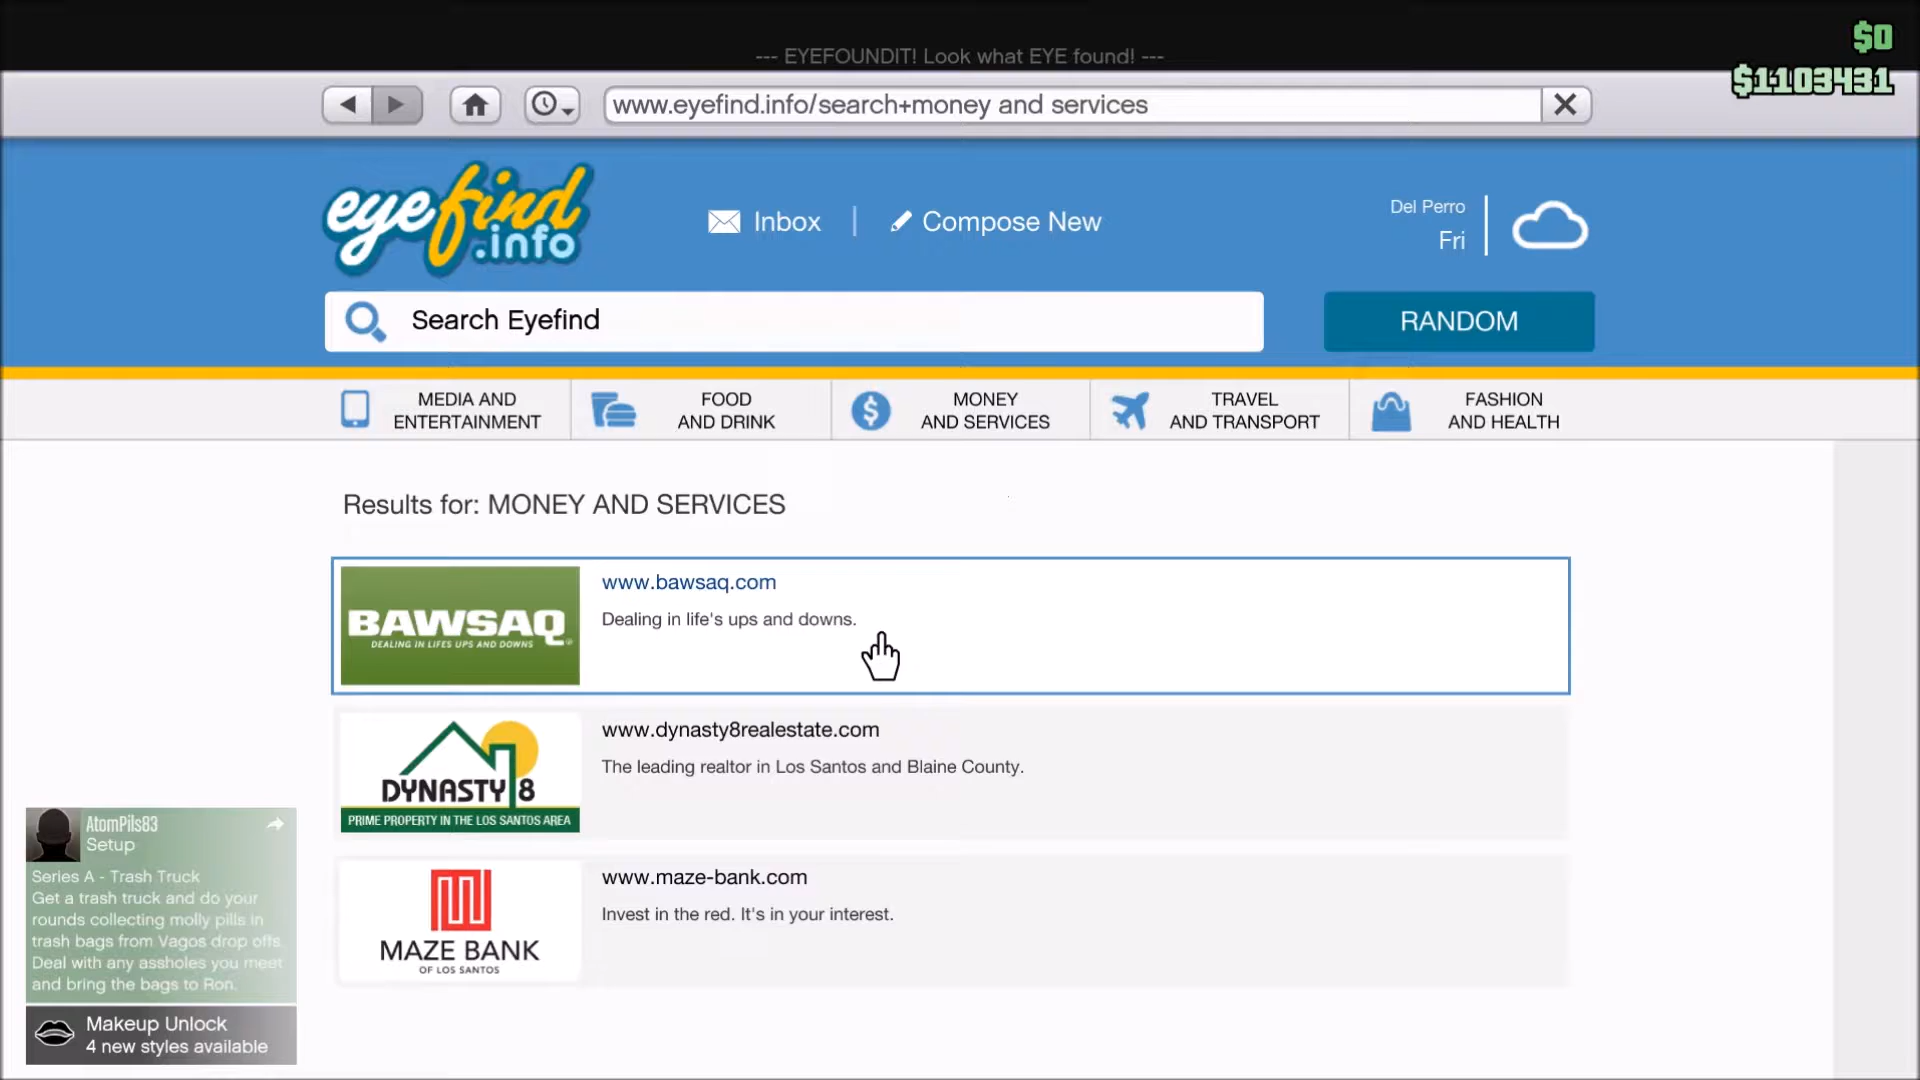 --- EYEFOUNDIT! Look what EYE found! ---
$0
$1103431
www.eyefind.info/search+money and services
eyefind
.info
Inbox
Compose New
Del Perro
Fri
Search Eyefind
RANDOM
MEDIA AND
ENTERTAINMENT
FOOD
AND DRINK
MONEY
AND SERVICES
TRAVEL
AND TRANSPORT
FASHION
AND HEALTH
Results for: MONEY AND SERVICES
BAWSAQ
DEALING IN LIFES UPS AND DOWNS
www.bawsaq.com
Dealing in life's ups and downs.
DYNASTY 8
PRIME PROPERTY IN THE LOS SANTOS AREA
www.dynasty8realestate.com
The leading realtor in Los Santos and Blaine County.
MAZE BANK
OF LOS SANTOS
www.maze-bank.com
Invest in the red. It's in your interest.
AtomPils83
Setup
Series A - Trash Truck
Get a trash truck and do your
rounds collecting molly pills in
trash bags from Vagos drop offs.
Deal with any assholes you meet
and bring the bags to Ron.
Makeup Unlock
4 new styles available